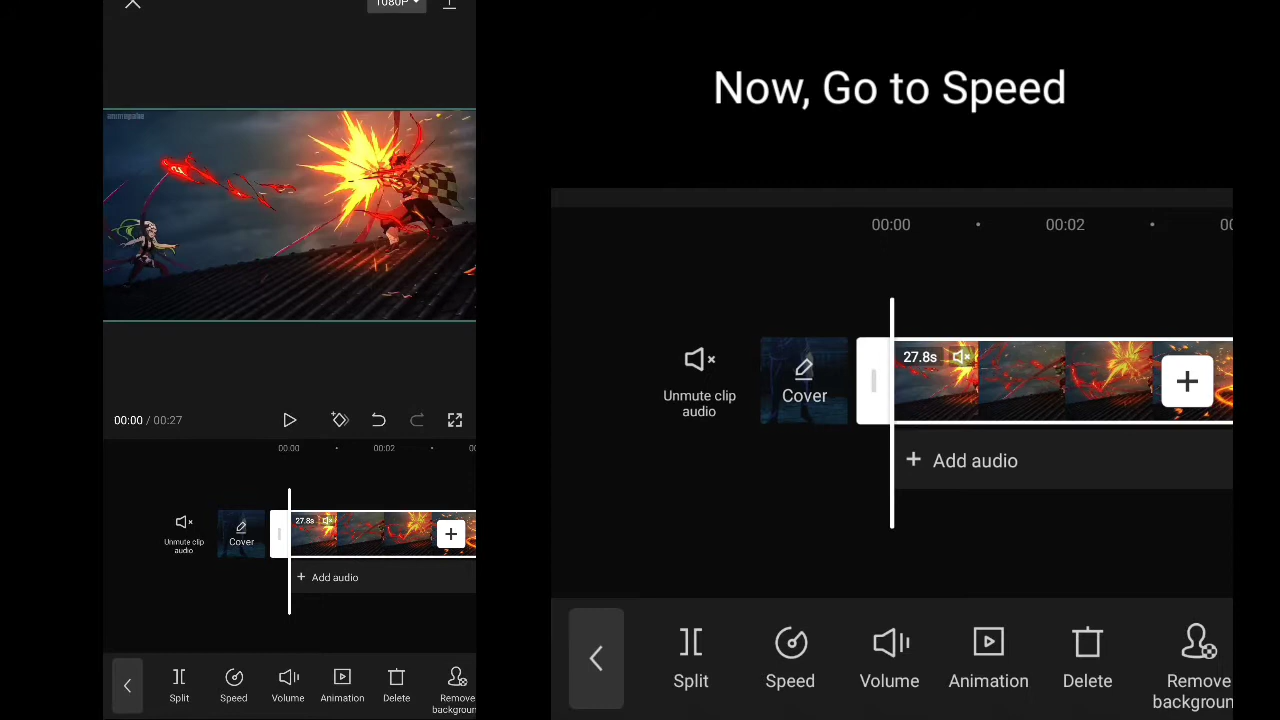 1080P
Now, Go to Speed
00:00 / 00:27
00:00
00:02
27.8s
Unmute clip
audio
Cover
+ Add audio
Split
Speed
Volume
Animation
Delete
Remove
backgroun
00:00
00:02
00
27.8s
Unmute clip
audio
Cover
+ Add audio
Split
Speed
Volume
Animation
Delete
Remove
backgroun